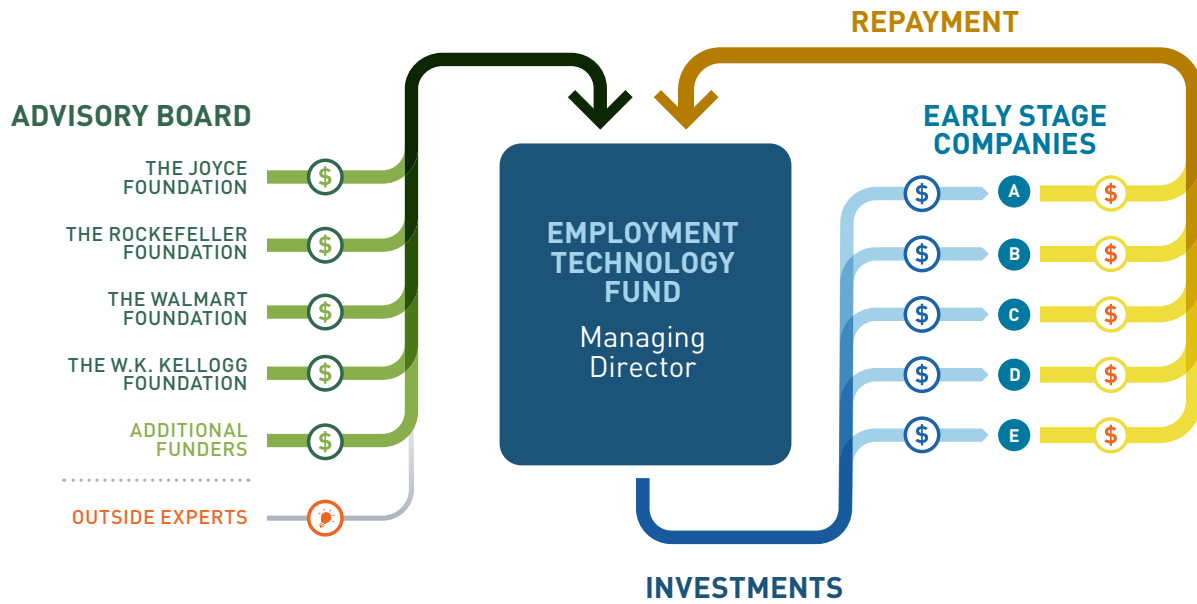 REPAYMENT
ADVISORY BOARD
THE JOYCE
FOUNDATION
$
THE ROCKEFELLER
FOUNDATION
$
THE WALMART
FOUNDATION
$
THE W.K. KELLOGG
FOUNDATION
$
ADDITIONAL
FUNDERS
$
OUTSIDE EXPERTS
EMPLOYMENT
TECHNOLOGY
FUND
Managing
Director
EARLY STAGE
COMPANIES
$ A $
$ B $
$ C $
$ D $
$ E $
INVESTMENTS